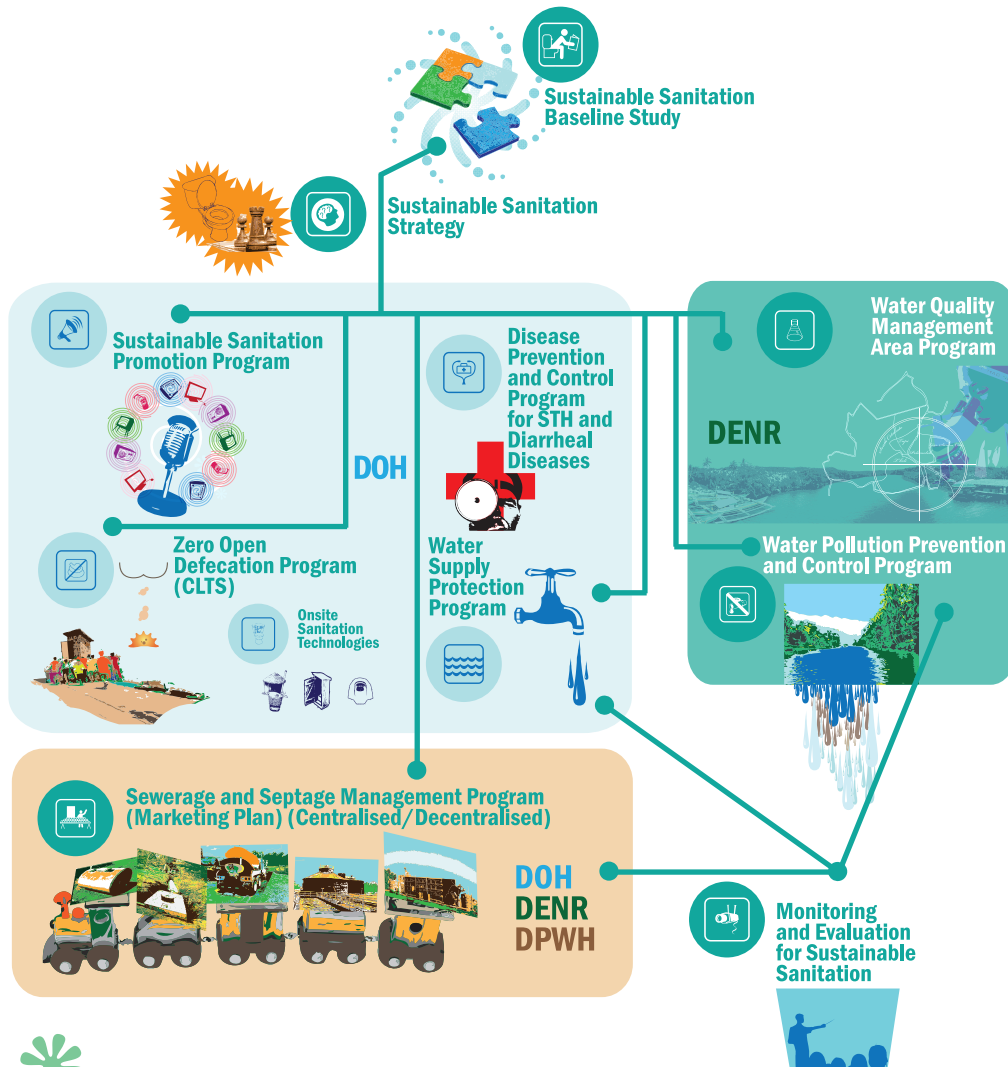 Sustainable Sanitation
Baseline Study
Sustainable Sanitation
Strategy
Sustainable Sanitation
Promotion Program
Disease
Prevention
and Control
Program
for STH and
Diarrheal
Diseases
DOH
Zero Open
Defecation Program
(CLTS)
Onsite
Sanitation
Technologies
Water
Supply
Protection
Program
Water Quality
Management
Area Program
DENR
Water Pollution Prevention
and Control Program
Sewerage and Septage Management Program
(Marketing Plan) (Centralised/Decentralised)
DOH
DENR
DPWH
Monitoring
and Evaluation
for Sustainable
Sanitation